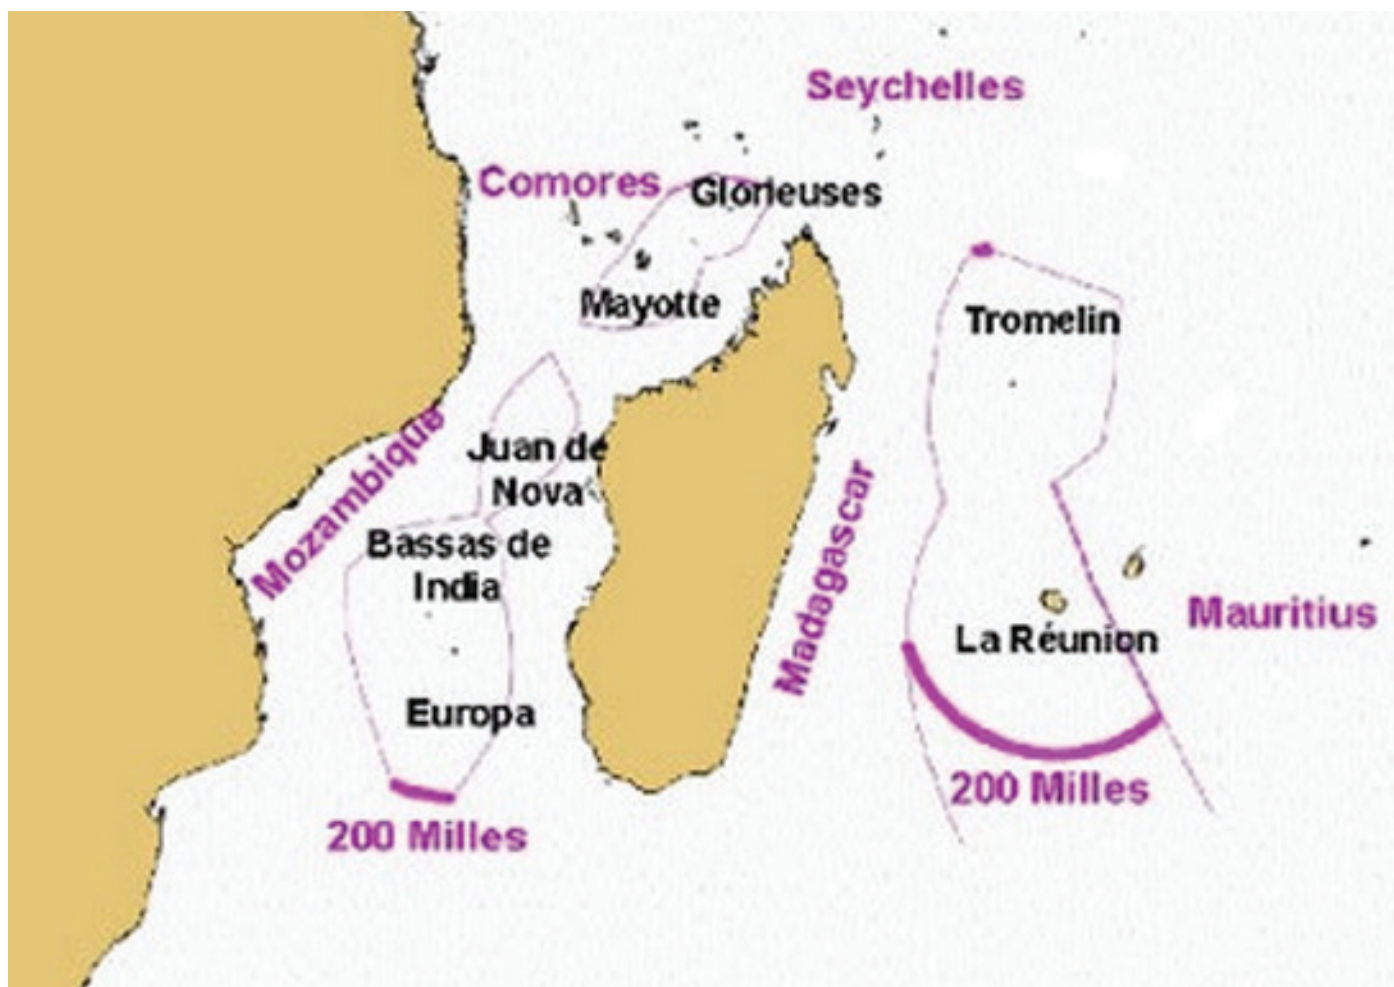 Seychelles
Comores
Glorieuses
Mayotte
Tromelin
Mozambique
Juan de
Nova
Bassas de
India
Madagascar
La Réunion
Mauritius
Europa
200 Milles
200 Milles